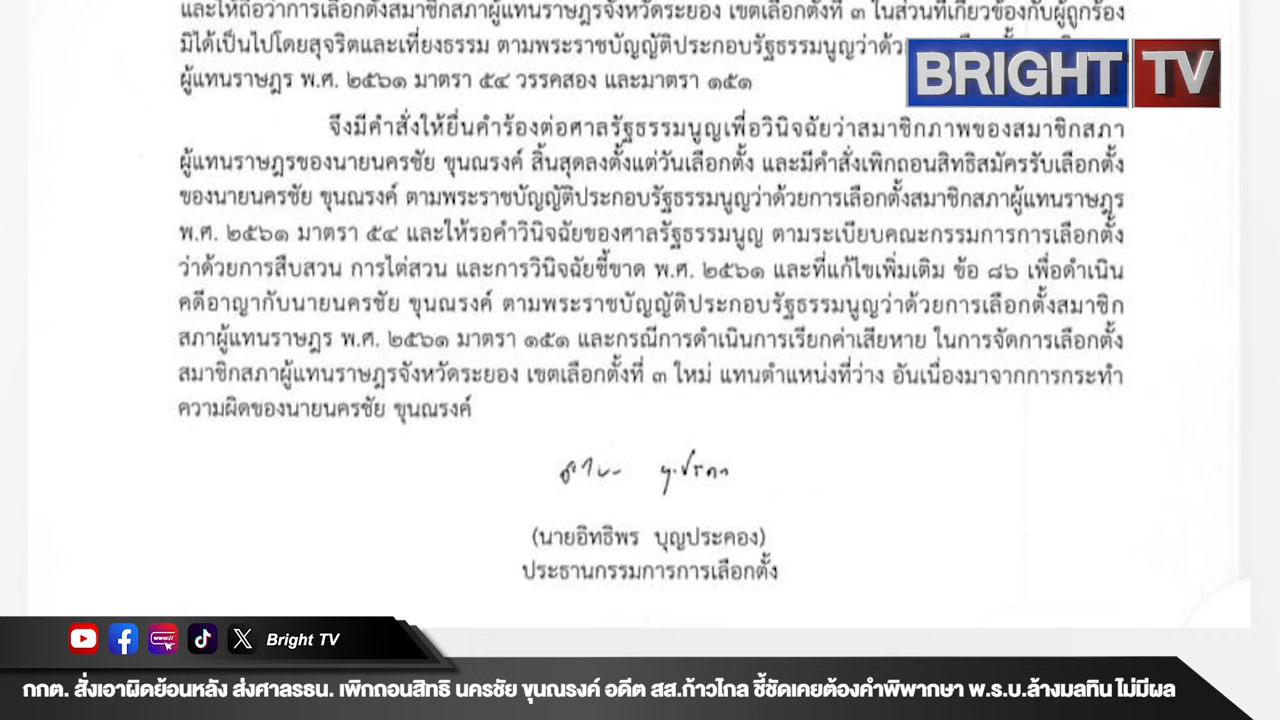 และให้ถือว่าการเลือกตั้งสมาชิกสภาผู้แทนราษฎรจังหวัดระยอง เขตเลือกตั้งที่ ๓ ในส่วนที่เกี่ยวข้องกับผู้ถูกร้อง
มิได้เป็นไปโดยสุจริตและเที่ยงธรรม ตามพระราชบัญญัติประกอบรัฐธรรมนูญว่าด้วย
ผู้แทนราษฎร พ.ศ. ๒๕๖๑ มาตรา ๕๔ วรรคสอง และมาตรา ๑๕๑
BRIGHT TV
จึงมีคำสั่งให้ยื่นคำร้องต่อศาลรัฐธรรมนูญเพื่อวินิจฉัยว่าสมาชิกภาพของสมาชิกสภา
ผู้แทนราษฎรของนายนครชัย ขุนณรงค์ สิ้นสุดลงตั้งแต่วันเลือกตั้ง และมีคำสั่งเพิกถอนสิทธิสมัครรับเลือกตั้ง
ของนายนครชัย ขุนณรงค์ ตามพระราชบัญญัติประกอบรัฐธรรมนูญว่าด้วยการเลือกตั้งสมาชิกสภาผู้แทนราษฎร
พ.ศ. ๒๕๖๑ มาตรา ๕๔ และให้รอคำวินิจฉัยของศาลรัฐธรรมนูญ ตามระเบียบคณะกรรมการการเลือกตั้ง
ว่าด้วยการสืบสวน การไต่สวน และการวินิจฉัยชี้ขาด พ.ศ. ๒๕๖๑ และที่แก้ไขเพิ่มเติม ข้อ ๘๖ เพื่อดำเนิน
คดีอาญากับนายนครชัย ขุนณรงค์ ตามพระราชบัญญัติประกอบรัฐธรรมนูญว่าด้วยการเลือกตั้งสมาชิก
สภาผู้แทนราษฎร พ.ศ. ๒๕๖๑ มาตรา ๑๕๑ และกรณีการดำเนินการเรียกค่าเสียหาย ในการจัดการเลือกตั้ง
สมาชิกสภาผู้แทนราษฎรจังหวัดระยอง เขตเลือกตั้งที่ ๓ ใหม่ แทนตำแหน่งที่ว่าง อันเนื่องมาจากการกระทำ
ความผิดของนายนครชัย ขุนณรงค์
(นายอิทธิพร บุญประคอง)
ประธานกรรมการการเลือกตั้ง
www://
Bright TV
กกต. สั่งเอาผิดย้อนหลัง ส่งศาลรธน. เพิกถอนสิทธิ นครชัย ขุนณรงค์ อดีต สส.ก้าวไกล ชี้ชัดเคยต้องคำพิพากษา พ.ร.บ.ล้างมลทิน ไม่มีผล